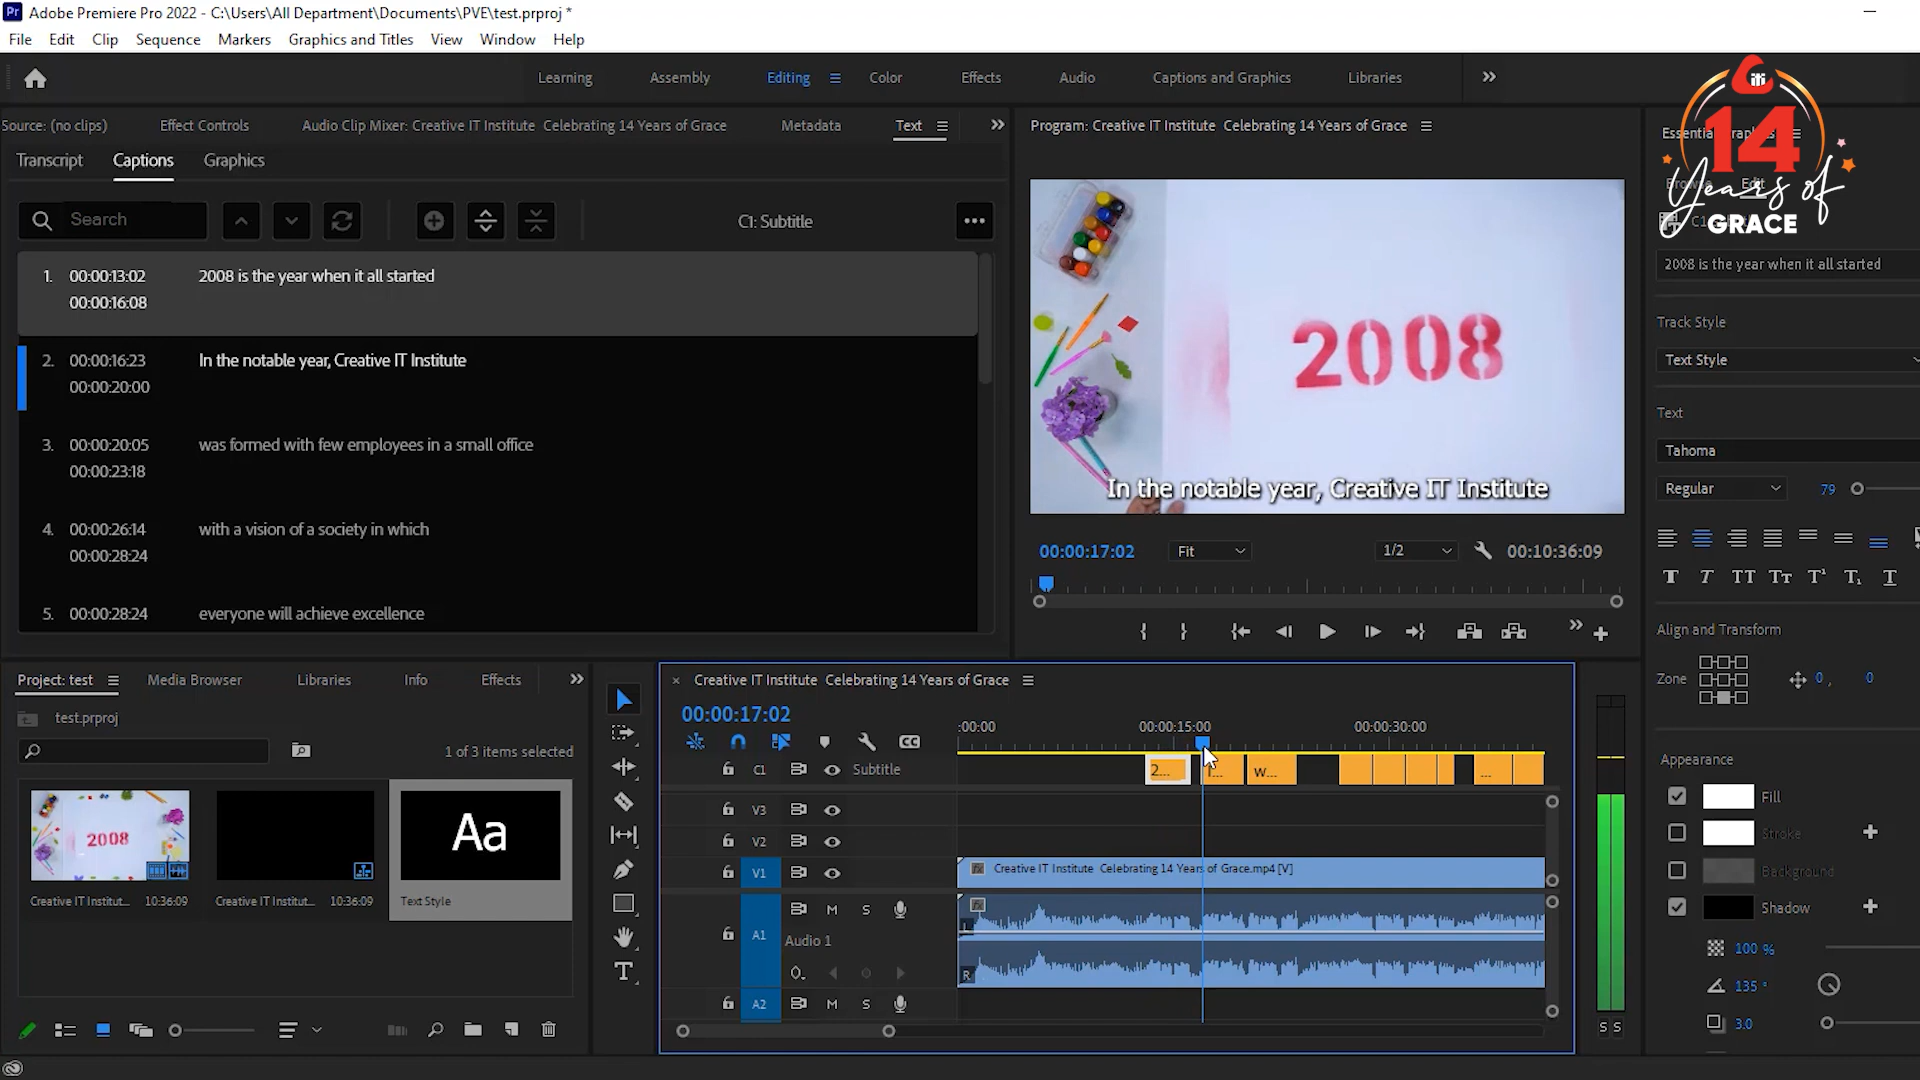 Adobe Premiere Pro 2022 - C:\Users\All Department\Documents\PVE\test.prproj *
File Edit Clip Sequence Markers Graphics and Titles View Window Help
Learning Assembly Editing Color Effects Audio Captions and Graphics Libraries
Source: (no clips) Effect Controls Audio Clip Mixer: Creative IT Institute Celebrating 14 Years of Grace Metadata Text
Transcript Captions Graphics
Search
C1: Subtitle
1. 00:00:13:02 2008 is the year when it all started
00:00:16:08
2. 00:00:16:23 In the notable year, Creative IT Institute
00:00:20:00
3. 00:00:20:05 was formed with few employees in a small office
00:00:23:18
4. 00:00:26:14 with a vision of a society in which
00:00:28:24
5. 00:00:28:24 everyone will achieve excellence
Program: Creative IT Institute Celebrating 14 Years of Grace
2008
In the notable year, Creative IT Institute
00:00:17:02 Fit 1/2 00:10:36:09
14
Years of
GRACE
2008 is the year when it all started
Track Style
Text Style
Text
Tahoma
Regular 79
Align and Transform
Zone 0 , 0
Appearance
Fill
Stroke
Background
Shadow
100 %
135 °
3.0
Project: test Media Browser Libraries Info Effects
test.prproj
1 of 3 items selected
2008
Aa
Creative IT Institut... 10:36:09 Creative IT Institut... 10:36:09 Text Style
Creative IT Institute Celebrating 14 Years of Grace
00:00:17:02
:00:00 00:00:15:00 00:00:30:00
C1 Subtitle 2... I... w... ...
V3
V2
V1 Creative IT Institute Celebrating 14 Years of Grace.mp4 [V]
M S
A1 Audio 1
L
R
A2 M S
S S